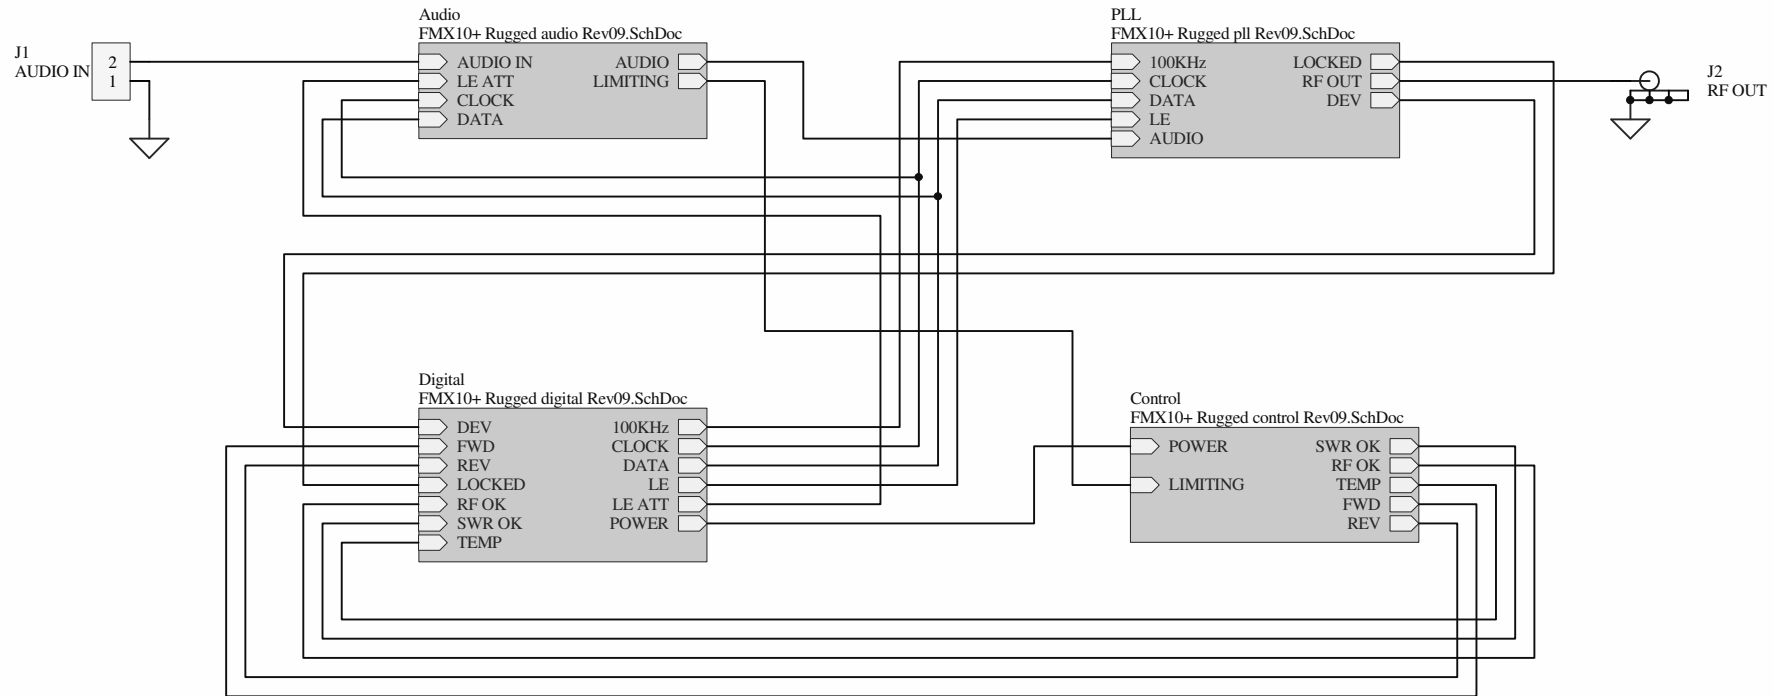 J1
AUDIO IN
2
1
Audio
FMX10+ Rugged audio Rev09.SchDoc
AUDIO IN
LE ATT
CLOCK
DATA
AUDIO
LIMITING
PLL
FMX10+ Rugged pll Rev09.SchDoc
100KHz
CLOCK
DATA
LE
AUDIO
LOCKED
RF OUT
DEV
J2
RF OUT
Digital
FMX10+ Rugged digital Rev09.SchDoc
DEV
FWD
REV
LOCKED
RF OK
SWR OK
TEMP
100KHz
CLOCK
DATA
LE
LE ATT
POWER
Control
FMX10+ Rugged control Rev09.SchDoc
POWER
LIMITING
SWR OK
RF OK
TEMP
FWD
REV